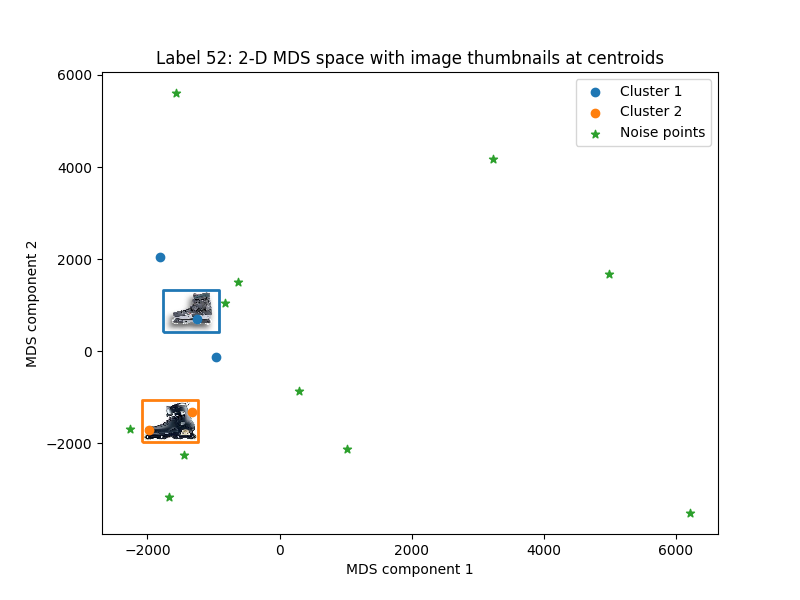 Label 52: 2-D MDS space with image thumbnails at centroids
Cluster 1
Cluster 2
Noise points
6000
4000
2000
0
−2000
MDS component 2
−2000
0
2000
4000
6000
MDS component 1